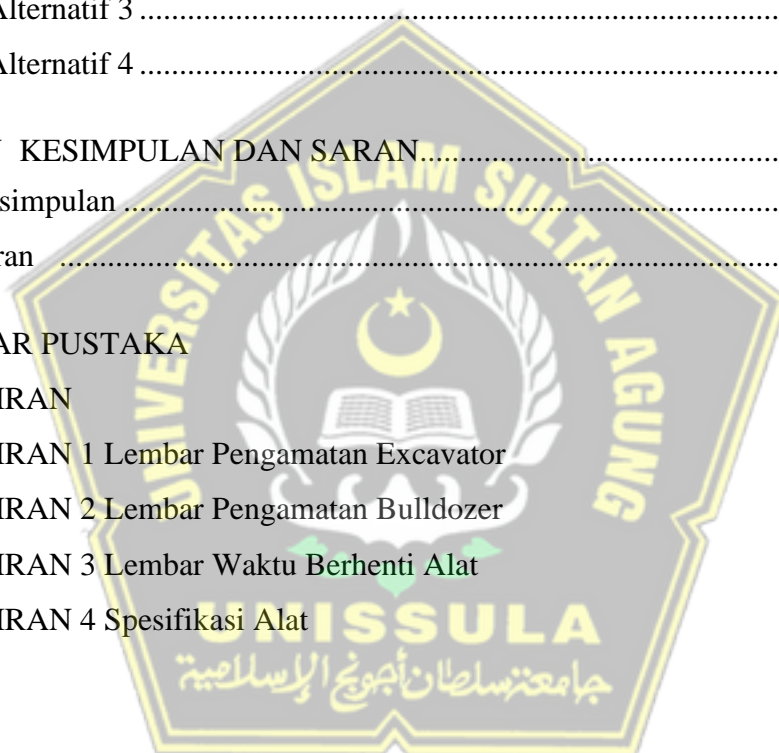 Alternatif 3 ........................................................
Alternatif 4 ........................................................
KESIMPULAN DAN SARAN........................................
simpulan ........................................................
ran ........................................................
AR PUSTAKA
IRAN
IRAN 1 Lembar Pengamatan Excavator
IRAN 2 Lembar Pengamatan Bulldozer
IRAN 3 Lembar Waktu Berhenti Alat
IRAN 4 Spesifikasi Alat
UNIVERSITAS ISLAM SULTAN AGUNG
UNISSULA
جامعة سلطان أجونج الإسلامية